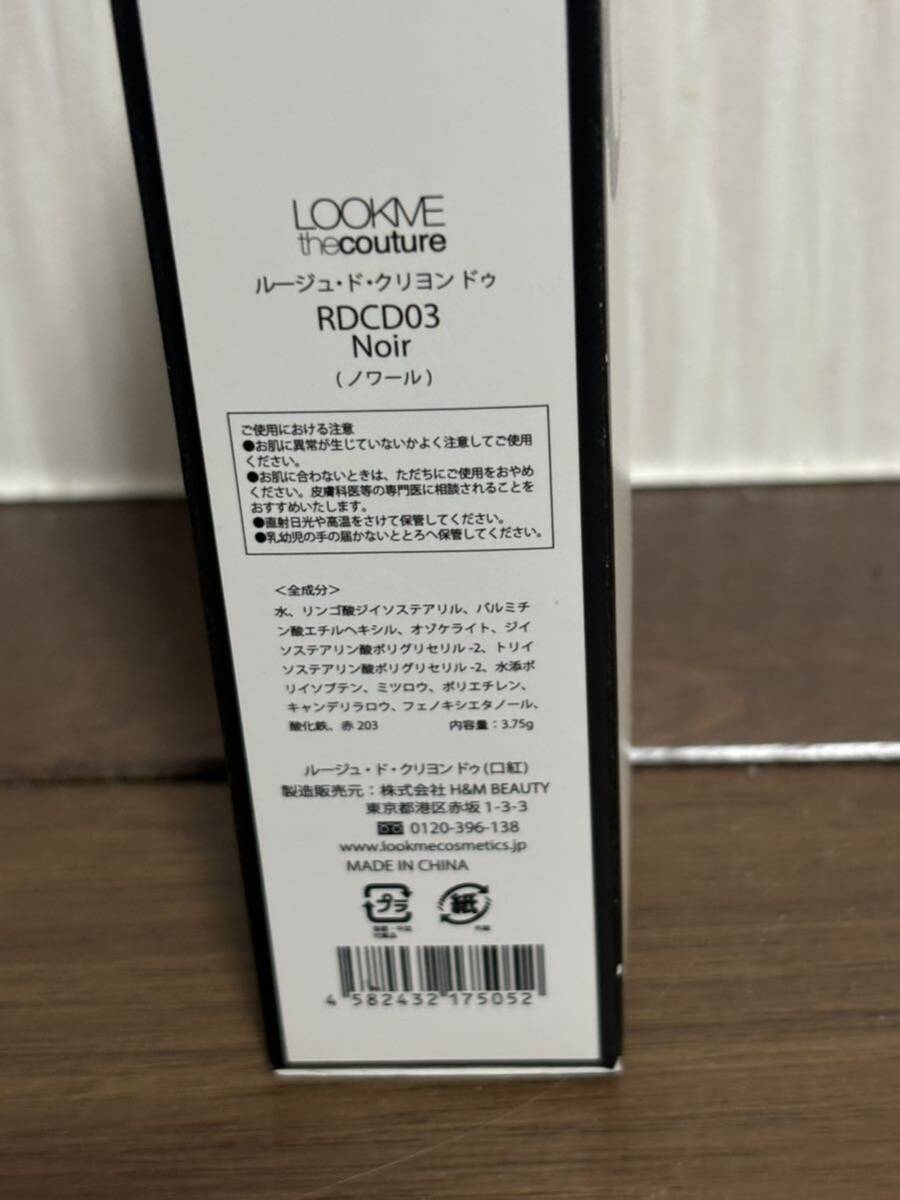 LOOKME
thecouture
ルージュ・ド・クリヨン ドゥ
RDCD03
Noir
(ノワール)
ご使用における注意
●お肌に異常が生じていないかよく注意してご使用
ください。
●お肌に合わないときは、ただちにご使用をおやめ
ください。皮膚科医等の専門医に相談されることを
おすすめいたします。
●直射日光や高温をさけて保管してください。
●乳幼児の手の届かないととろへ保管してください。
＜全成分＞
水、リンゴ酸ジイソステアリル、パルミチ
ン酸エチルヘキシル、オゾケライト、ジイ
ソステアリン酸ポリグリセリル -2、トリイ
ソステアリン酸ポリグリセリル -2、水添ポ
リイソブテン、ミツロウ、ポリエチレン、
キャンデリラロウ、フェノキシエタノール、
酸化鉄、赤 203 内容量：3.75g
ルージュ・ド・クリヨン ドゥ(口紅)
製造販売元：株式会社 H&M BEAUTY
東京都港区赤坂 1-3-3
0120-396-138
www.lookmecosmetics.jp
MADE IN CHINA
プラ 紙
外箱
4 582432 175052